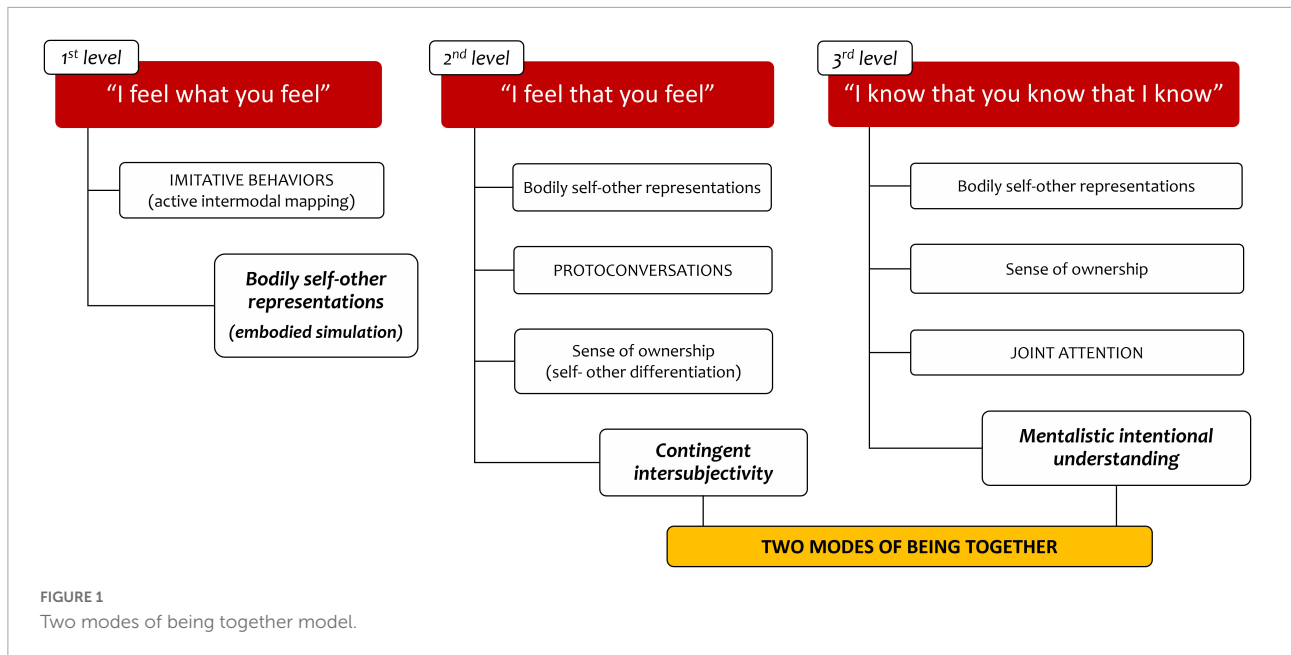 1st level
“I feel what you feel”
IMITATIVE BEHAVIORS
(active intermodal mapping)
Bodily self-other
representations
(embodied simulation)
2nd level
“I feel that you feel”
Bodily self-other representations
PROTOCONVERSATIONS
Sense of ownership
(self- other differentiation)
Contingent
intersubjectivity
3rd level
“I know that you know that I know”
Bodily self-other representations
Sense of ownership
JOINT ATTENTION
Mentalistic intentional
understanding
TWO MODES OF BEING TOGETHER
FIGURE 1
Two modes of being together model.